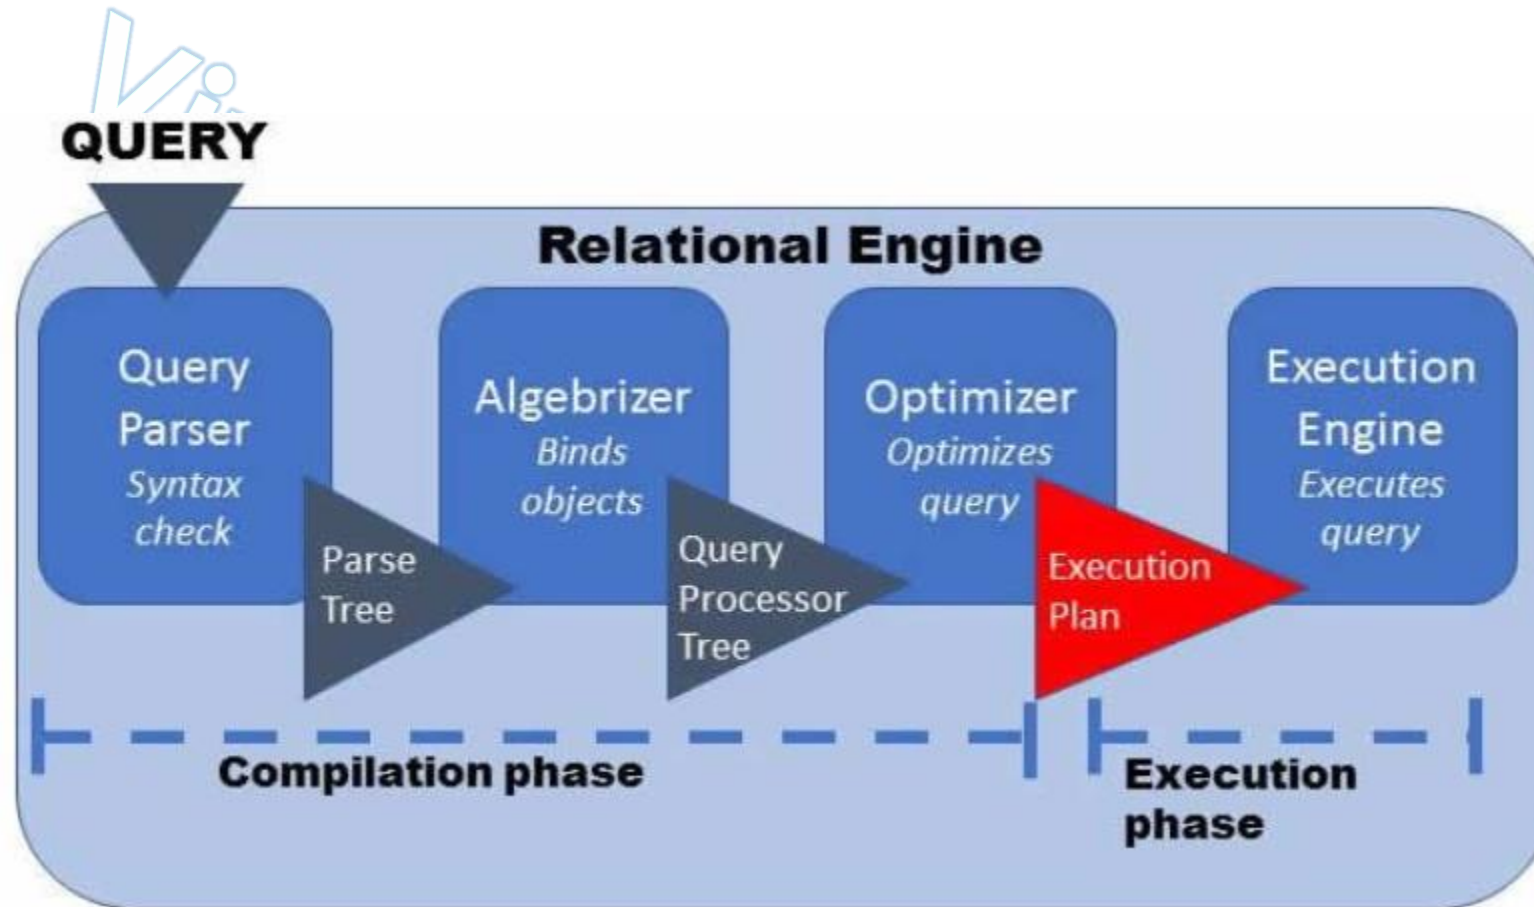 QUERY
Relational Engine
Query
Parser
Syntax
check
Parse
Tree
Algebrizer
Binds
objects
Query
Processor
Tree
Optimizer
Optimizes
query
Execution
Plan
Execution
Engine
Executes
query
Compilation phase
Execution
phase